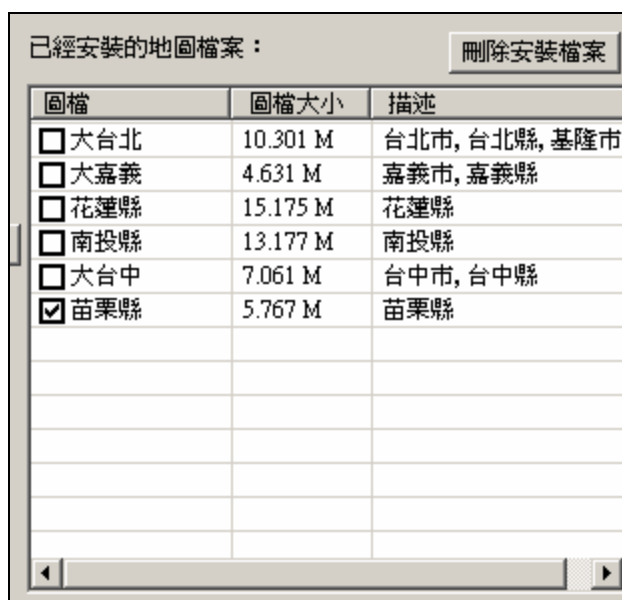 已經安裝的地圖檔案：
刪除安裝檔案
圖檔 圖檔大小 描述
大台北 10.301 M 台北市, 台北縣, 基隆市
大嘉義 4.631 M 嘉義市, 嘉義縣
花蓮縣 15.175 M 花蓮縣
南投縣 13.177 M 南投縣
大台中 7.061 M 台中市, 台中縣
苗栗縣 5.767 M 苗栗縣